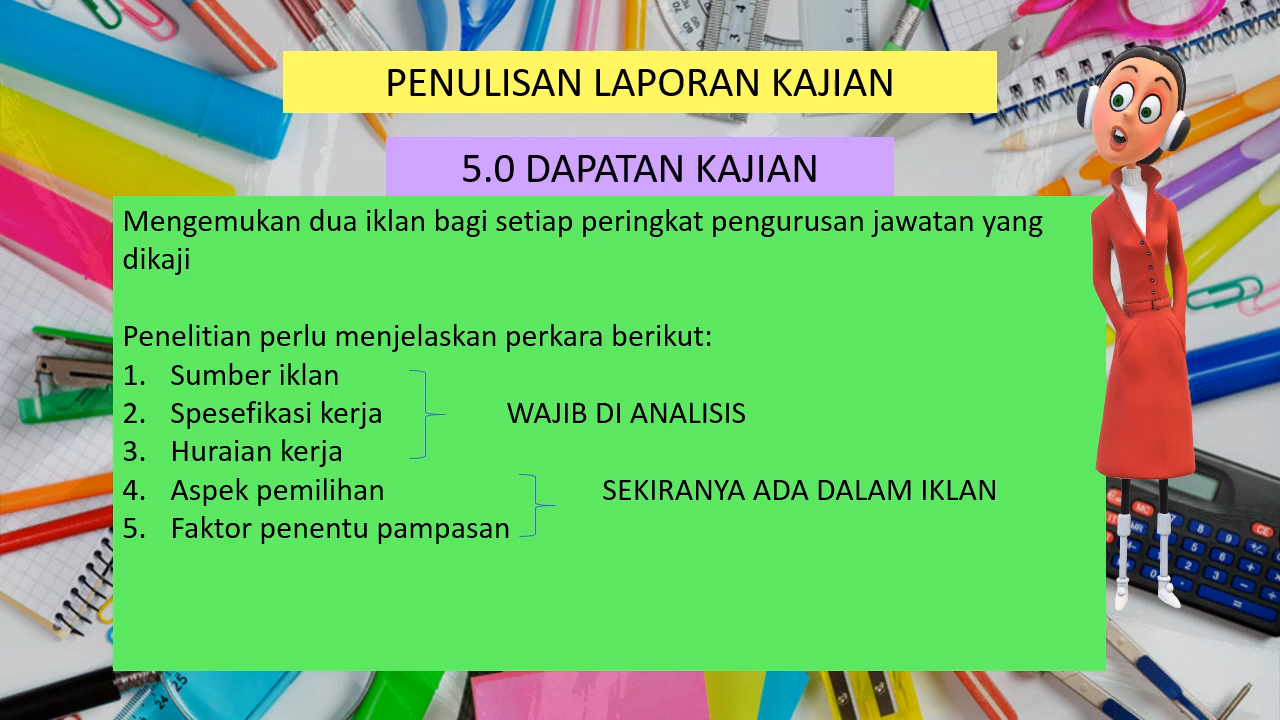 PENULISAN LAPORAN KAJIAN
5.0 DAPATAN KAJIAN
Mengemukan dua iklan bagi setiap peringkat pengurusan jawatan yang
dikaji
Penelitian perlu menjelaskan perkara berikut:
1. Sumber iklan
2. Spesefikasi kerja WAJIB DI ANALISIS
3. Huraian kerja
4. Aspek pemilihan SEKIRANYA ADA DALAM IKLAN
5. Faktor penentu pampasan